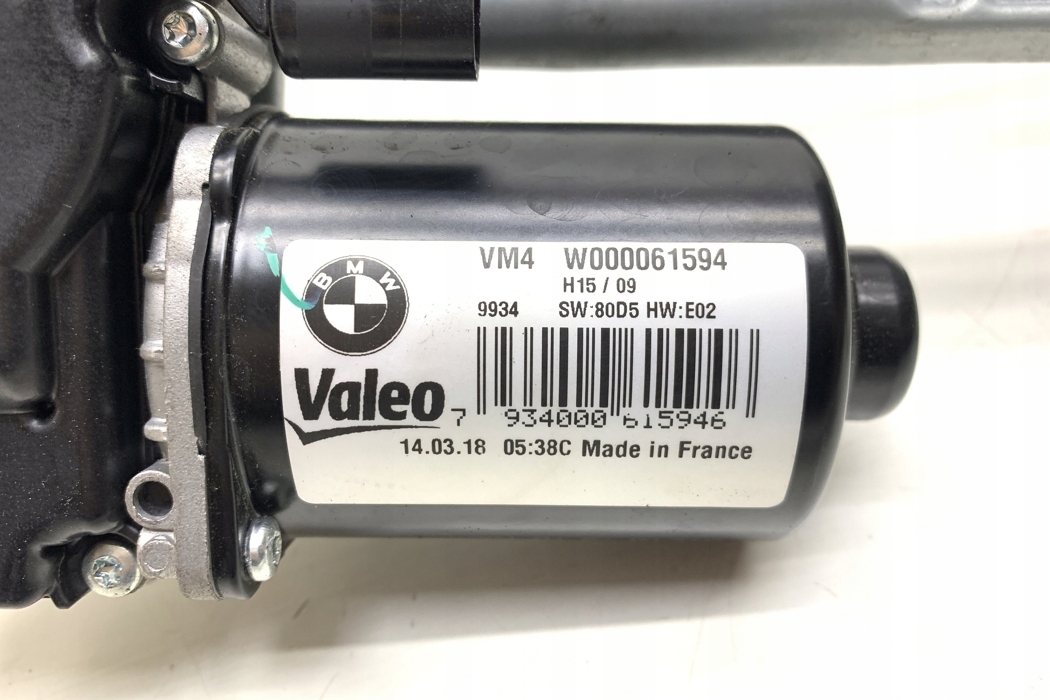 VM4 W000061594
H15 / 09
9934 SW:80D5 HW:E02
BMW
Valeo
7 934000 615946
14.03.18 05:38C Made in France